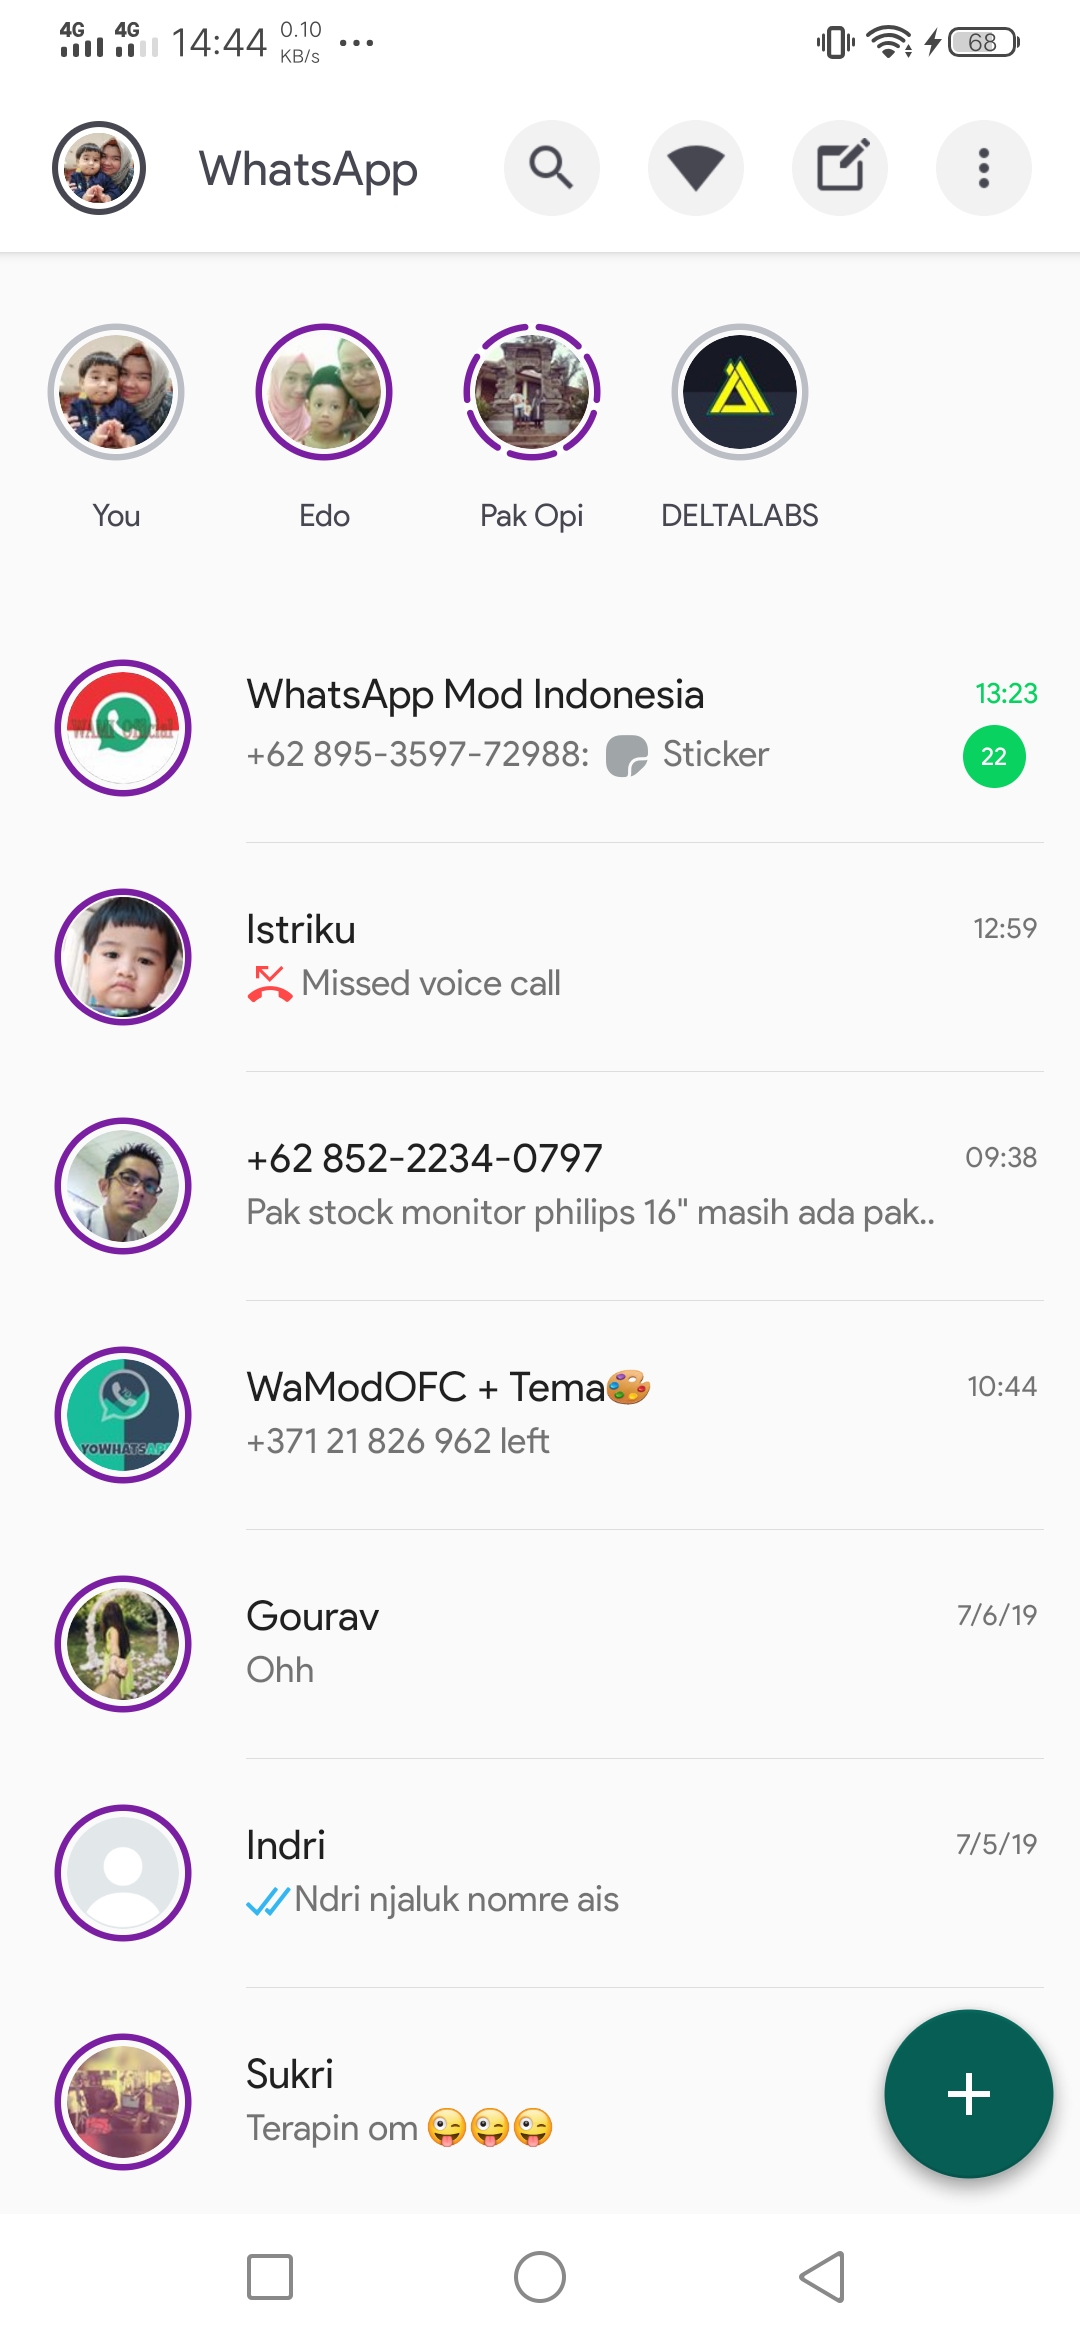 4G 4G 14:44 0.10 KB/s ... 68
WhatsApp
You Edo Pak Opi DELTALABS
WhatsApp Mod Indonesia 13:23
+62 895-3597-72988: Sticker 22
WAMI Official
Istriku 12:59
Missed voice call
+62 852-2234-0797 09:38
Pak stock monitor philips 16" masih ada pak..
WaModOFC + Tema🎨 10:44
+371 21 826 962 left
YOWHATSAPP
Gourav 7/6/19
Ohh
Indri 7/5/19
Ndri njaluk nomre ais
Sukri
Terapin om 😜😜😜